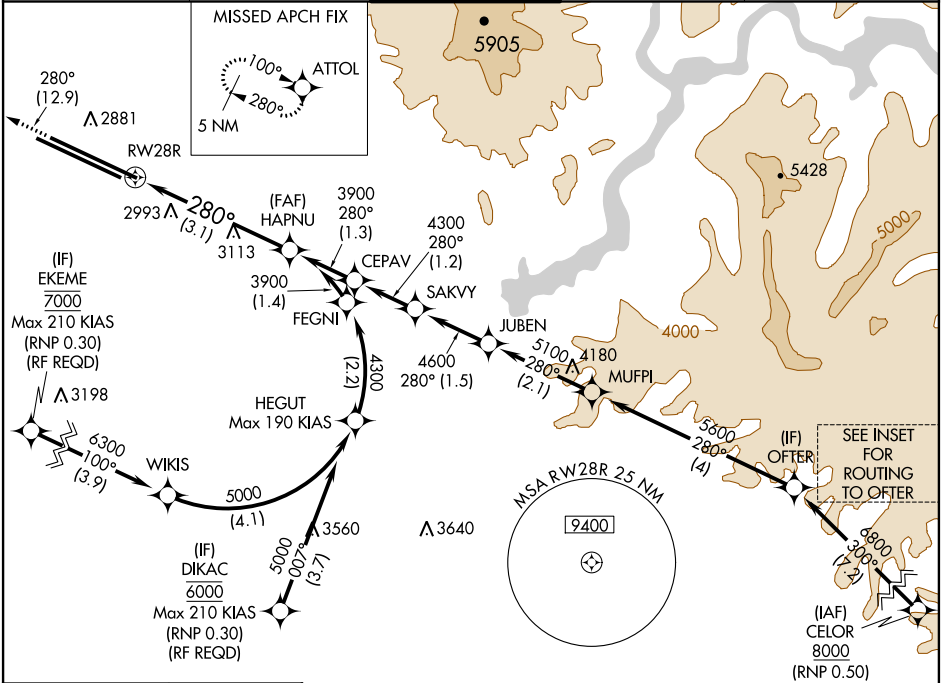 MISSED APCH FIX
100°
ATTOL
280°
5 NM
5905
280°
(12.9)
2881
RW28R
5428
5000
2993
(3.1)
280°
3113
(FAF)
HAPNU
3900
280°
(1.3)
CEPAV
4300
280°
(1.2)
SAKVY
3900
(1.4)
FEGNI
JUBEN
4600
280° (1.5)
4000
5100
280°
(2.1)
4180
MUFPI
(IF)
EKEME
7000
Max 210 KIAS
(RNP 0.30)
(RF REQD)
3198
4300
(2.2)
HEGUT
Max 190 KIAS
5600
280°
(4)
(IF)
OFTER
SEE INSET
FOR
ROUTING
TO OFTER
6300
100°
(3.9)
WIKIS
5000
(4.1)
MSA RW28R 25 NM
9400
3560
3640
5000
007°
(3.7)
6800
300°
(7.2)
(IF)
DIKAC
6000
Max 210 KIAS
(RNP 0.30)
(RF REQD)
(IAF)
CELOR
8000
(RNP 0.50)